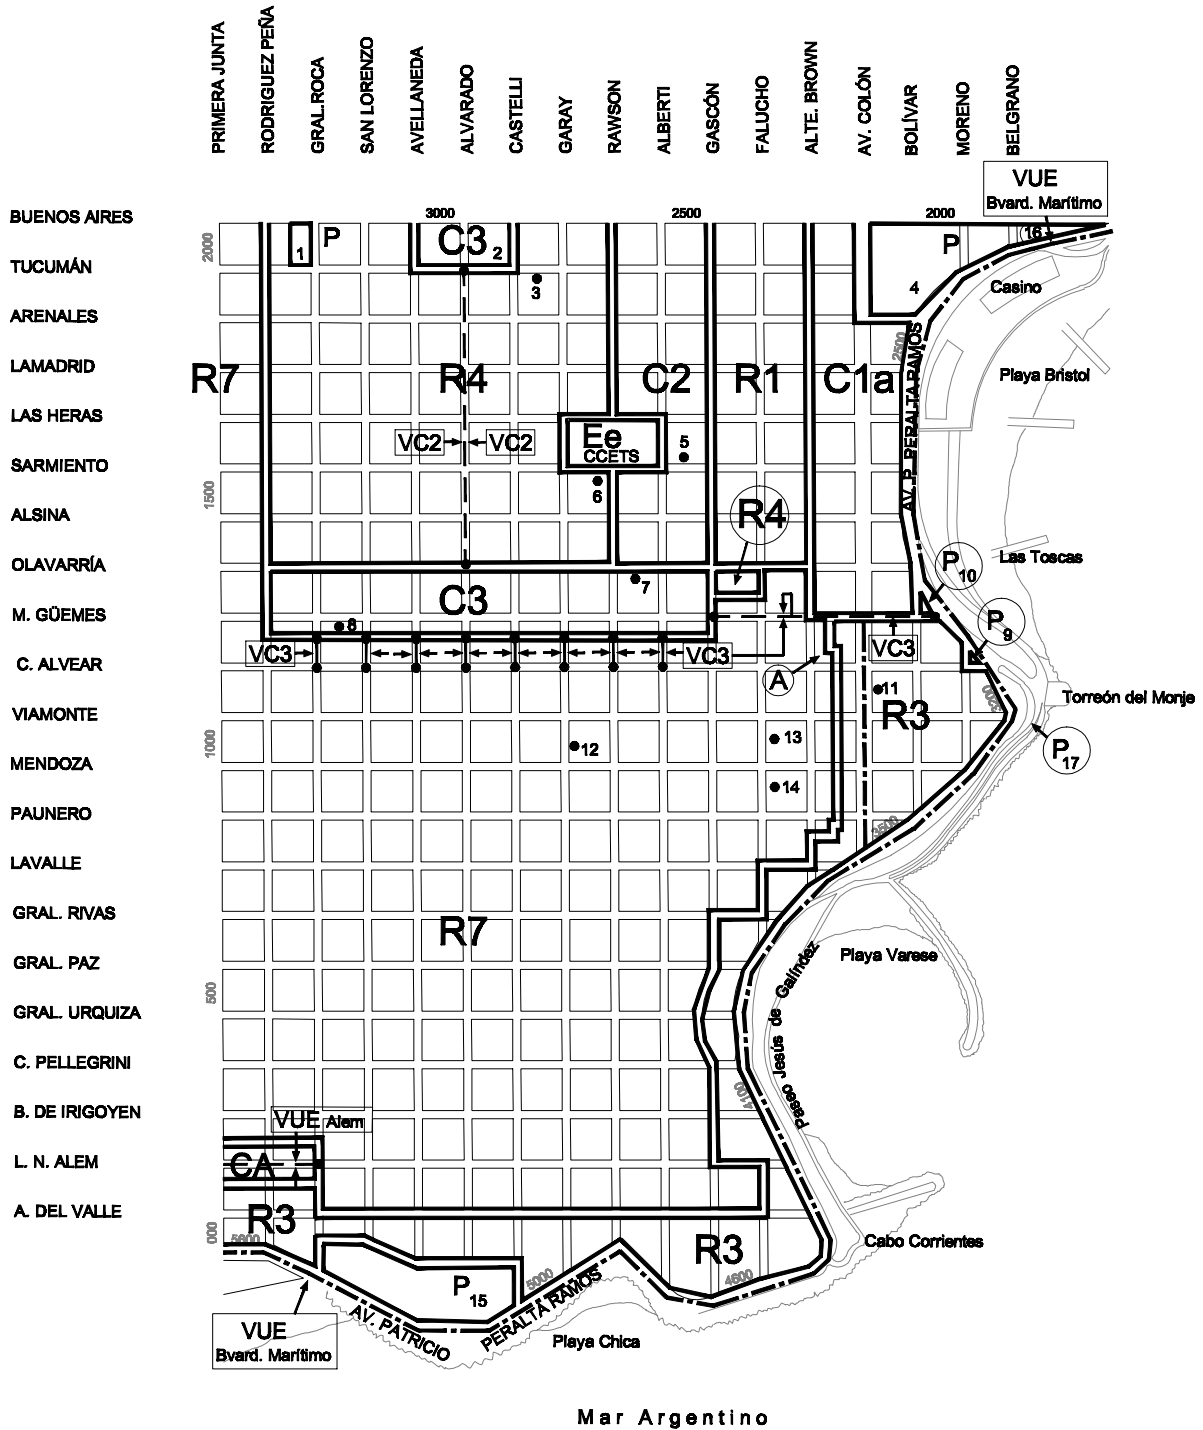 PRIMERA JUNTA
RODRIGUEZ PEÑA
GRAL.ROCA
SAN LORENZO
AVELLANEDA
ALVARADO
CASTELLI
GARAY
RAWSON
ALBERTI
GASCÓN
FALUCHO
ALTE. BROWN
AV. COLÓN
BOLÍVAR
MORENO
BELGRANO
VUE
Bvard. Marítimo
BUENOS AIRES
3000
2500
2000
2000
P
1
C3
2
P
16
TUCUMÁN
3
4
Casino
ARENALES
2500
LAMADRID
R7
R4
C2
R1
C1a
Playa Bristol
AV. P. PERALTA RAMOS
LAS HERAS
VC2
VC2
Ee
CCETS
5
SARMIENTO
1500
6
ALSINA
R4
OLAVARRÍA
Las Toscas
P10
7
C3
M. GÜEMES
8
P9
VC3
VC3
VC3
C. ALVEAR
A
11
3200
Torreón del Monje
VIAMONTE
R3
1000
12
13
P17
MENDOZA
14
PAUNERO
3500
LAVALLE
GRAL. RIVAS
R7
Playa Varese
GRAL. PAZ
Paseo Jesús de Galíndez
500
GRAL. URQUIZA
C. PELLEGRINI
4100
B. DE IRIGOYEN
VUE Alem
L. N. ALEM
CA
A. DEL VALLE
R3
000
5600
R3
Cabo Corrientes
P15
5000
4600
AV. PATRICIO
PERALTA RAMOS
VUE
Bvard. Marítimo
Playa Chica
Mar Argentino